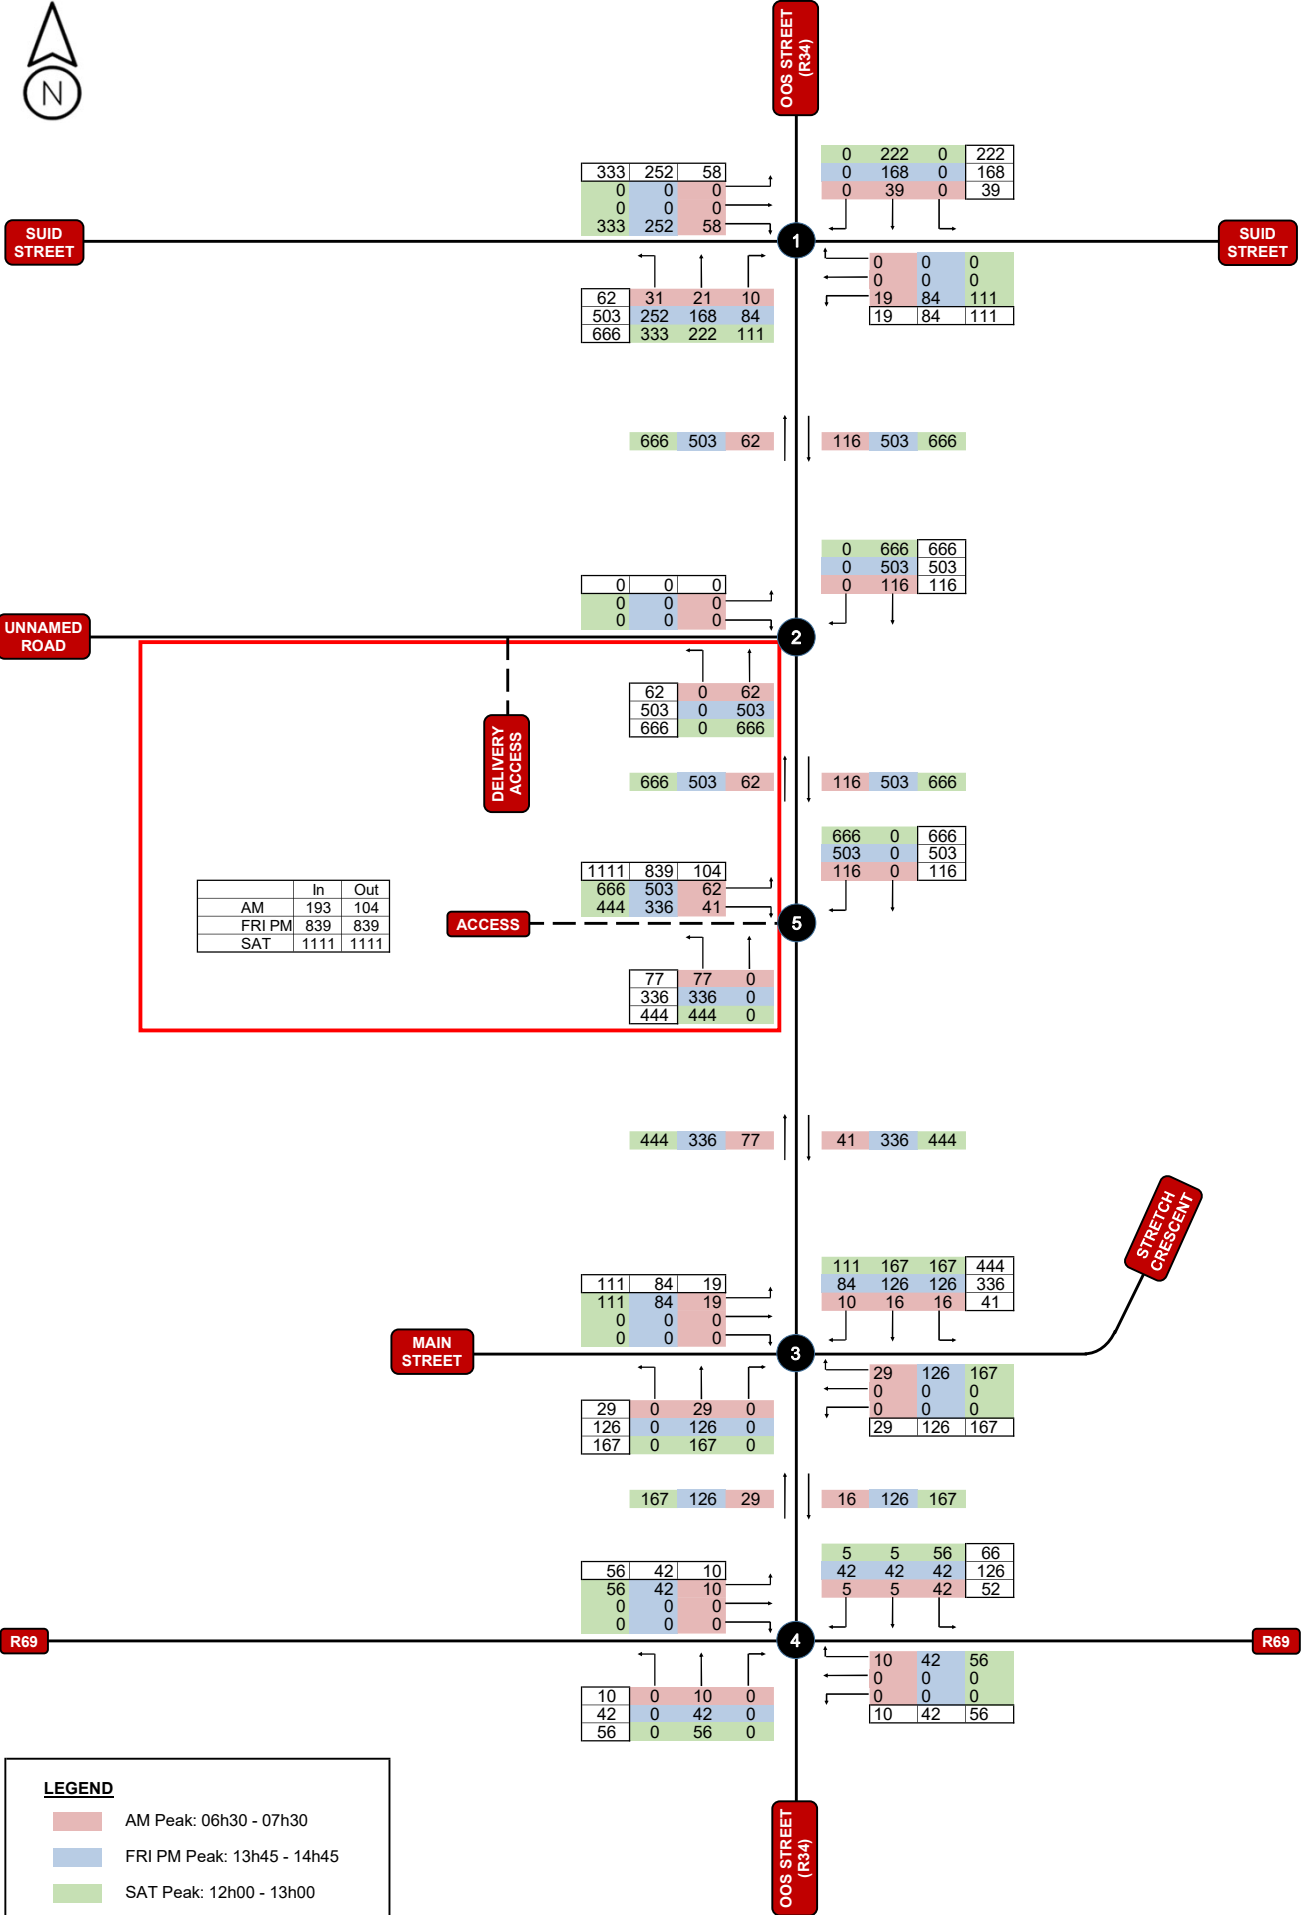 N
OOS STREET
(R34)
333 252 58
0 0 0
0 0 0
333 252 58
0 222 0 222
0 168 0 168
0 39 0 39
SUID
STREET
1
SUID
STREET
62 31 21 10
503 252 168 84
666 333 222 111
0 0 0
0 0 0
19 84 111
19 84 111
666 503 62
116 503 666
0 0 0
0 0 0
0 0 0
0 666 666
0 503 503
0 116 116
UNNAMED
ROAD
2
62 0 62
503 0 503
666 0 666
DELIVERY
ACCESS
666 503 62
116 503 666
1111 839 104
666 503 62
444 336 41
666 0 666
503 0 503
116 0 116
In Out
AM 193 104
FRI PM 839 839
SAT 1111 1111
ACCESS
5
77 77 0
336 336 0
444 444 0
444 336 77
41 336 444
STRETCH
CRESCENT
111 84 19
111 84 19
0 0 0
0 0 0
111 167 167 444
84 126 126 336
10 16 16 41
MAIN
STREET
3
29 0 29 0
126 0 126 0
167 0 167 0
29 126 167
0 0 0
0 0 0
29 126 167
167 126 29
16 126 167
56 42 10
56 42 10
0 0 0
0 0 0
5 5 56 66
42 42 42 126
5 5 42 52
R69
4
R69
10 0 10 0
42 0 42 0
56 0 56 0
10 42 56
0 0 0
0 0 0
10 42 56
LEGEND
AM Peak: 06h30 - 07h30
FRI PM Peak: 13h45 - 14h45
SAT Peak: 12h00 - 13h00
OOS STREET
(R34)